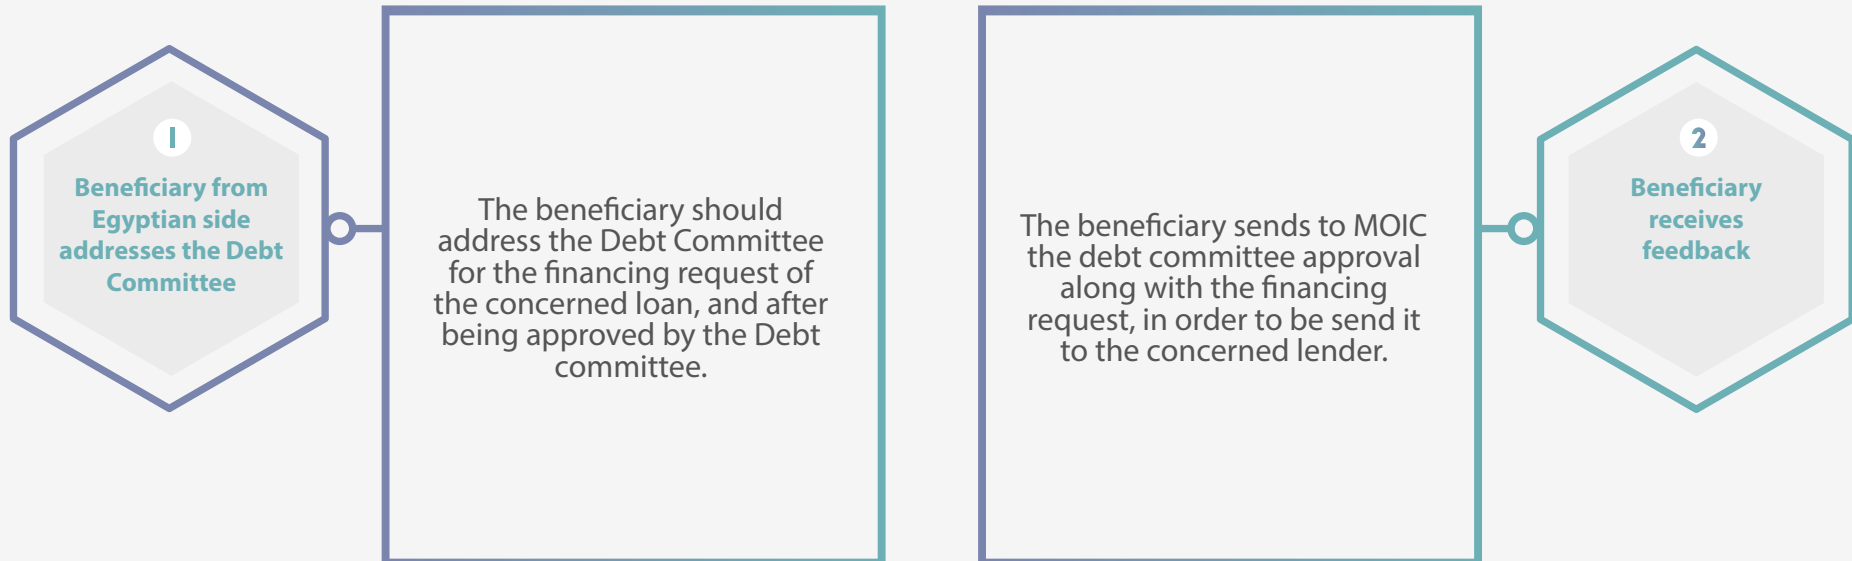 1
Beneficiary from
Egyptian side
addresses the Debt
Committee
The beneficiary should
address the Debt Committee
for the financing request of
the concerned loan, and after
being approved by the Debt
committee.
The beneficiary sends to MOIC
the debt committee approval
along with the financing
request, in order to be send it
to the concerned lender.
2
Beneficiary
receives
feedback